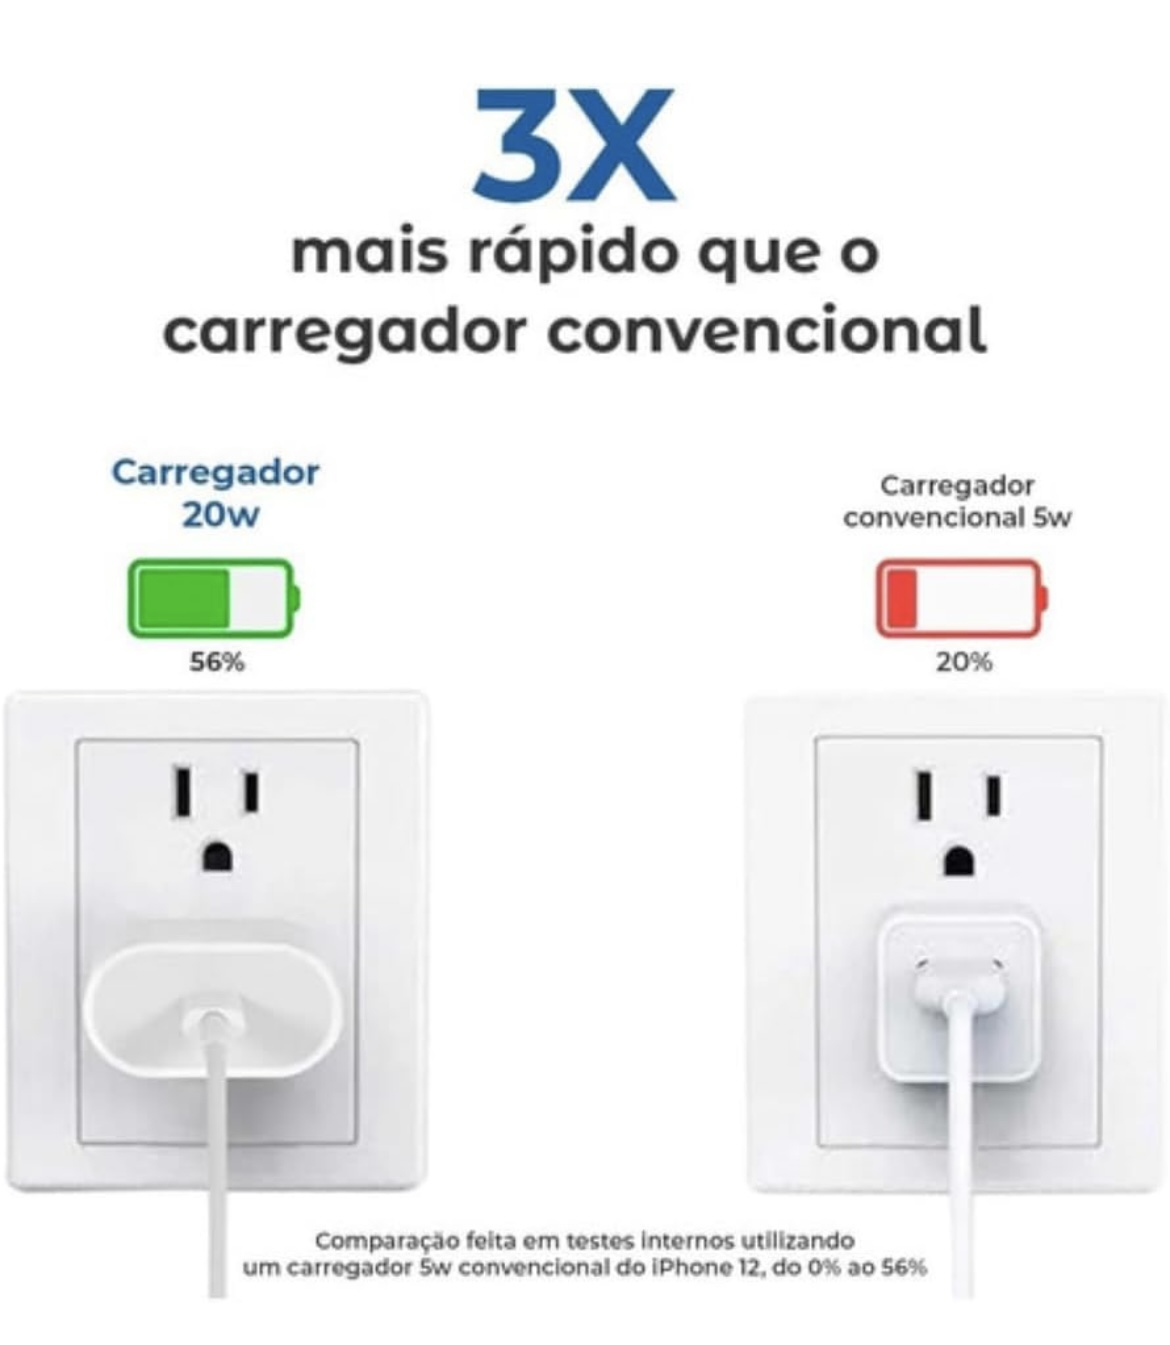 3X
mais rápido que o
carregador convencional
Carregador
20w
56%
Carregador
convencional 5w
20%
Comparação feita em testes internos utilizando
um carregador 5w convencional do iPhone 12, do 0% ao 56%